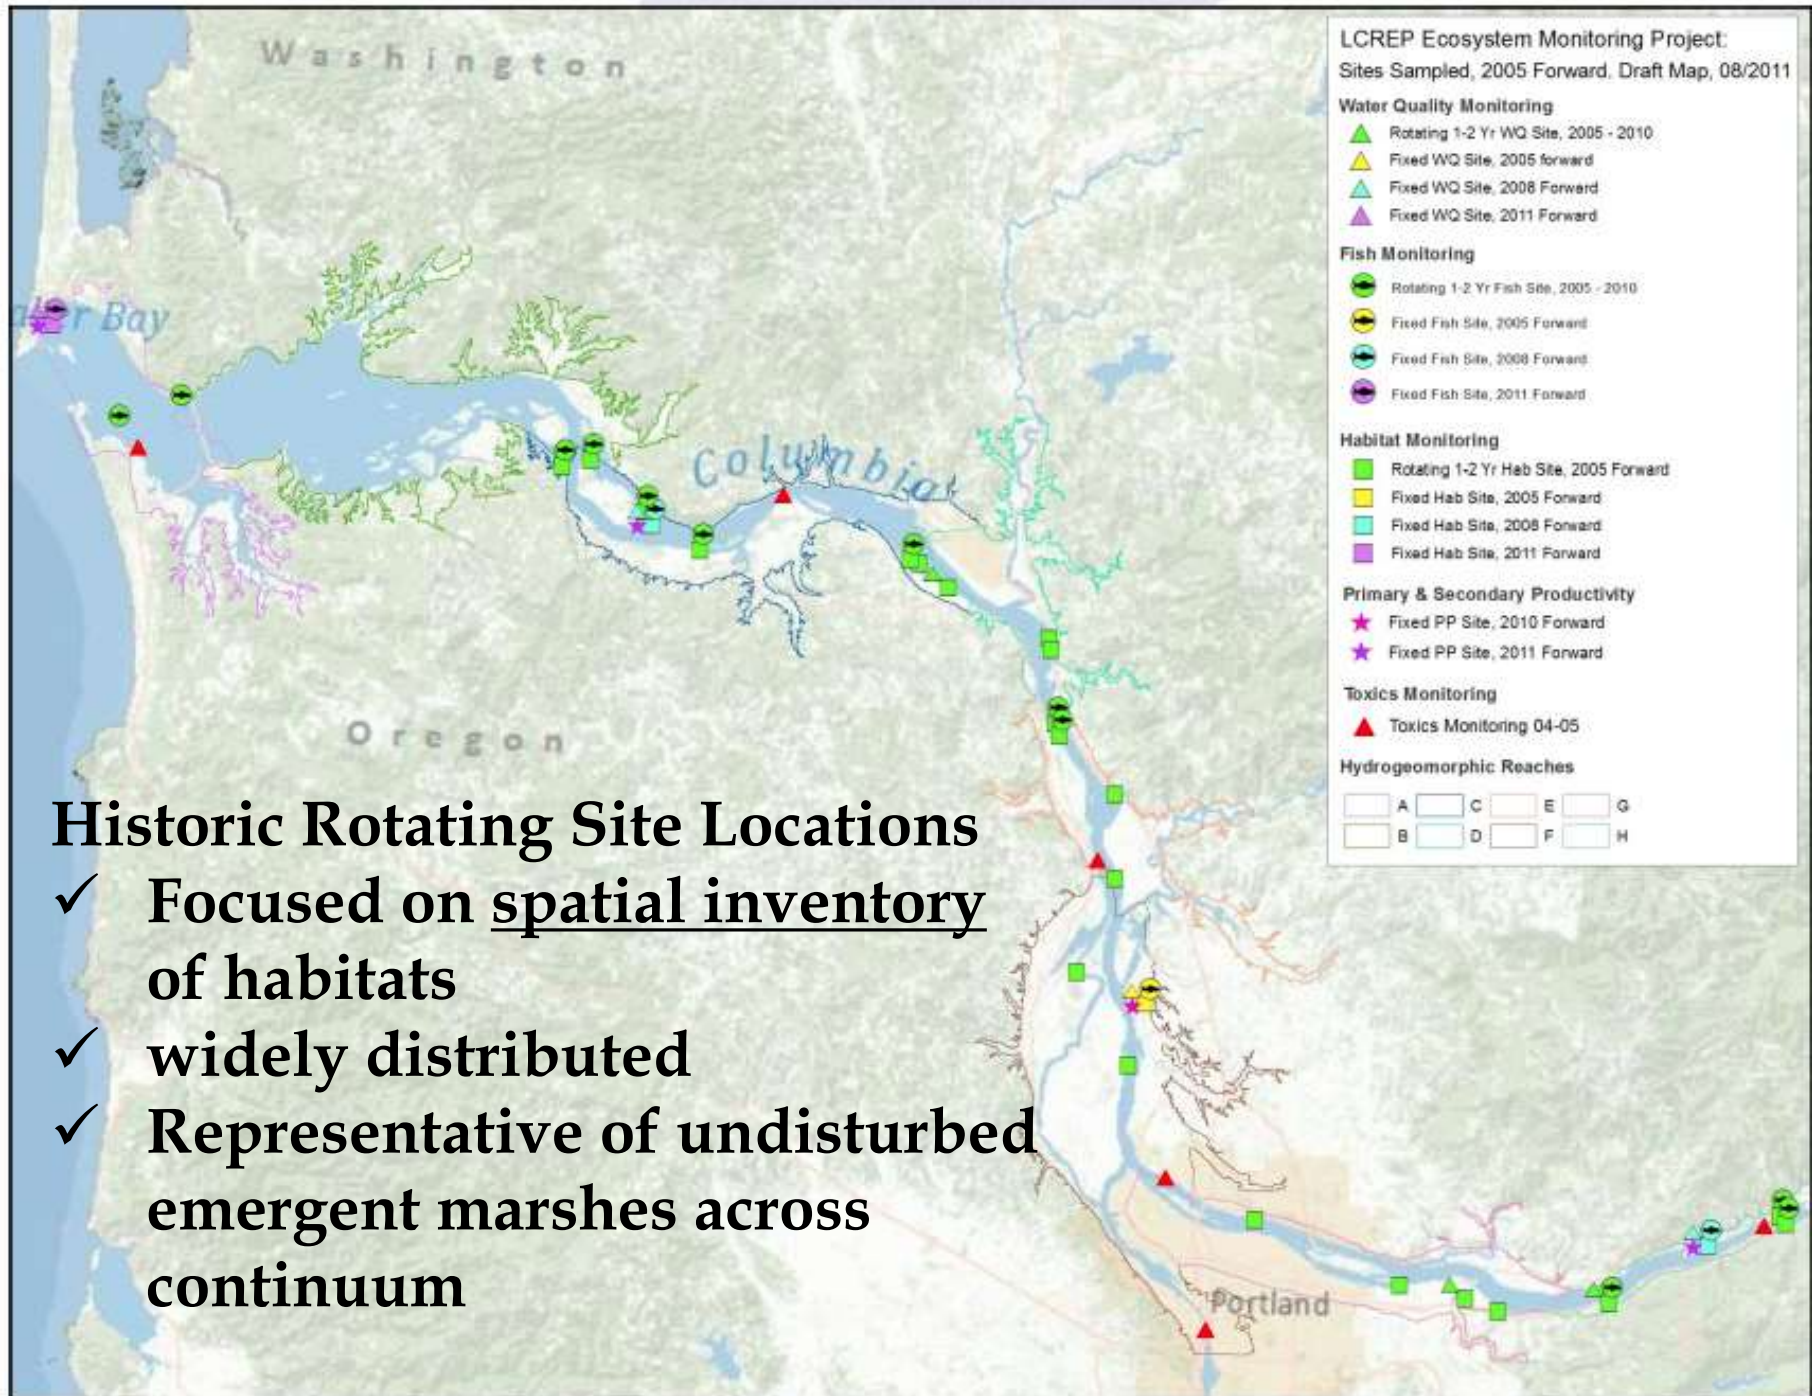 Washington
LCREP Ecosystem Monitoring Project:
Sites Sampled, 2005 Forward. Draft Map, 08/2011
Water Quality Monitoring
Rotating 1-2 Yr WQ Site, 2005 - 2010
Fixed WQ Site, 2005 forward
Fixed WQ Site, 2008 Forward
Fixed WQ Site, 2011 Forward
Fish Monitoring
Rotating 1-2 Yr Fish Site, 2005 - 2010
Fixed Fish Site, 2005 Forward
Fixed Fish Site, 2008 Forward
Fixed Fish Site, 2011 Forward
Habitat Monitoring
Rotating 1-2 Yr Hab Site, 2005 Forward
Fixed Hab Site, 2005 Forward
Fixed Hab Site, 2008 Forward
Fixed Hab Site, 2011 Forward
Primary & Secondary Productivity
Fixed PP Site, 2010 Forward
Fixed PP Site, 2011 Forward
Toxics Monitoring
Toxics Monitoring 04-05
Hydrogeomorphic Reaches
A C E G
B D F H
Bay
Columbia
Oregon
Historic Rotating Site Locations
✓ Focused on spatial inventory
of habitats
✓ widely distributed
✓ Representative of undisturbed
emergent marshes across
continuum
Portland